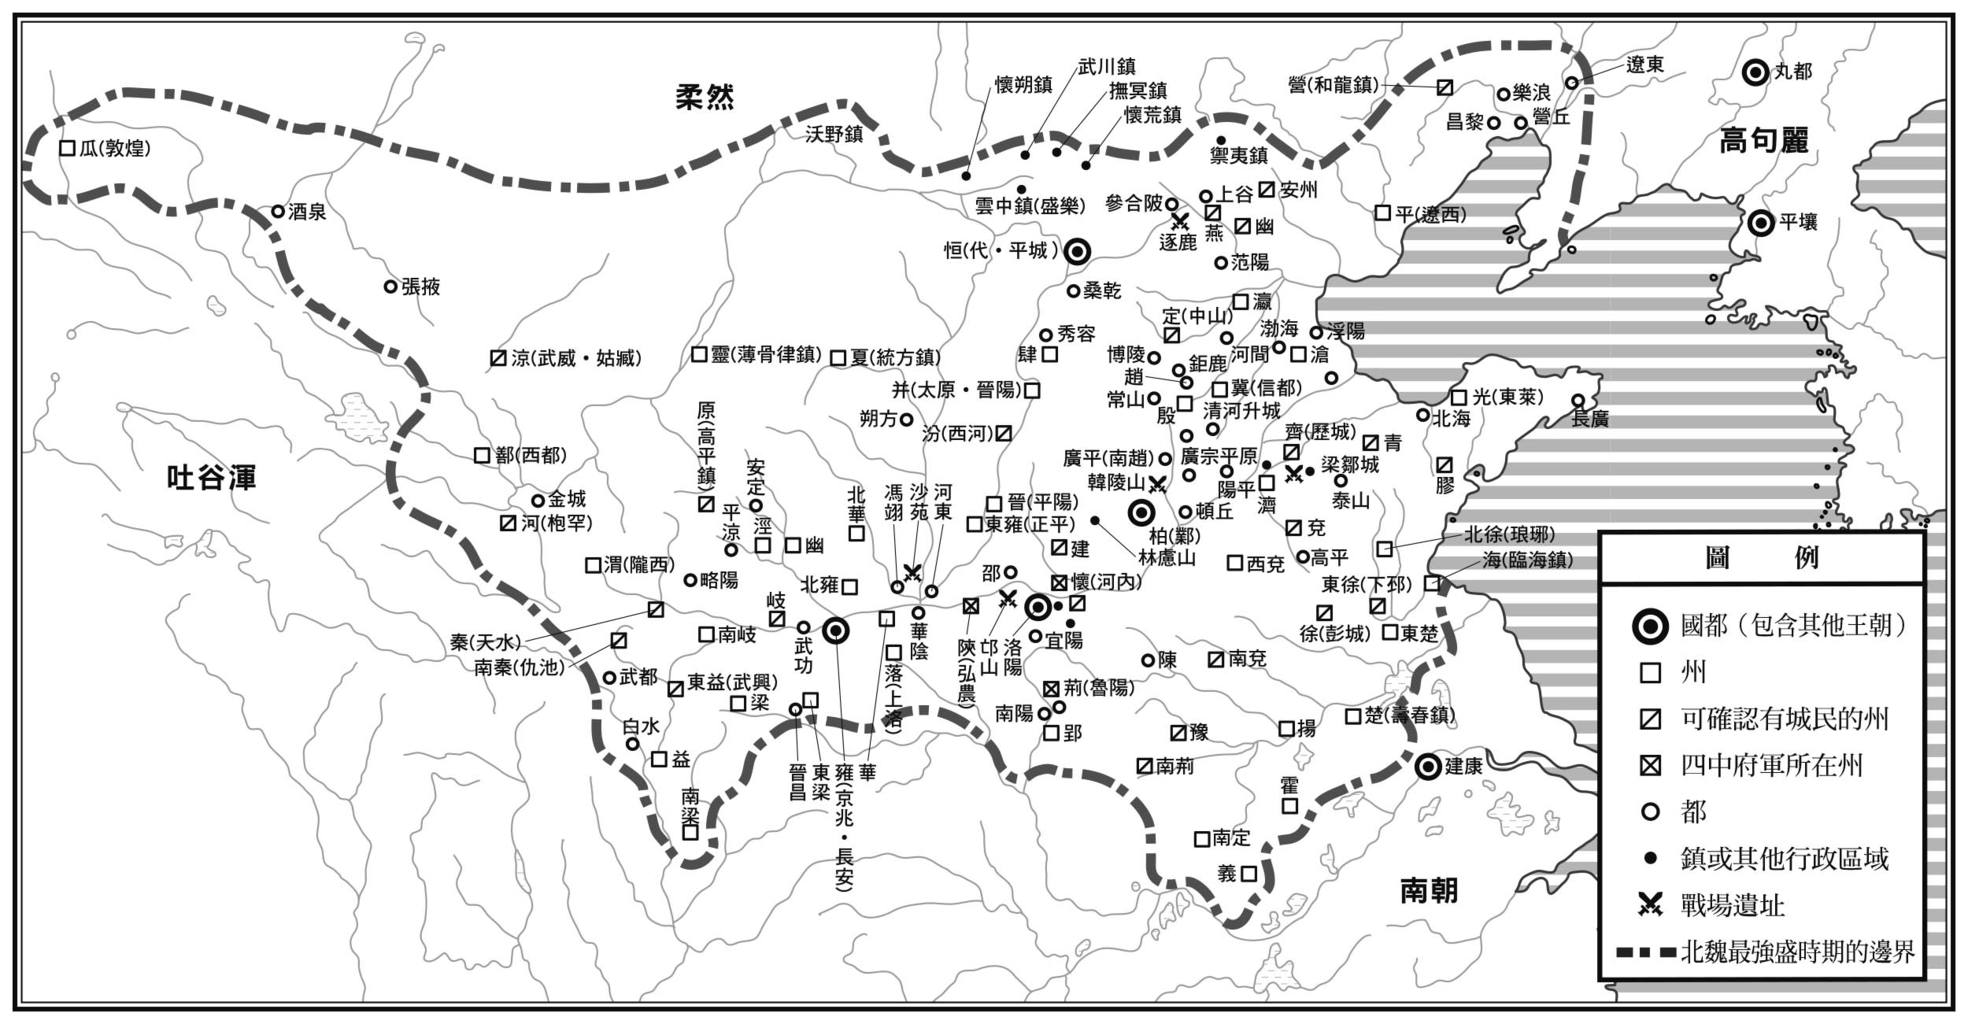 柔然
吐谷渾
高句麗
南朝
武川鎮
懷朔鎮
撫冥鎮
懷荒鎮
沃野鎮
禦夷鎮
營(和龍鎮)
遼東
樂浪
昌黎
營丘
丸都
平壤
瓜(敦煌)
酒泉
張掖
雲中鎮(盛樂)
參合陂
上谷
安州
平(遼西)
逐鹿
燕
幽
恒(代・平城)
范陽
桑乾
瀛
定(中山)
渤海
浮陽
秀容
肆
博陵
鉅鹿
河間
滄
趙
涼(武威・姑臧)
靈(薄骨律鎮)
夏(統万鎮)
并(太原・晉陽)
常山
冀(信都)
殷
清河升城
光(東萊)
北海
長廣
朔方
汾(西河)
原(高平鎮)
齊(歷城)
青
鄯(西都)
安定
廣平(南趙)
廣宗平原
梁鄒城
膠
韓陵山
陽平
濟
泰山
金城
河(枹罕)
平涼
涇
幽
北華
馮翊
沙苑
河東
晉(平陽)
東雍(正平)
頓丘
柏(鄴)
林慮山
建
兗
北徐(琅琊)
海(臨海鎮)
渭(隴西)
略陽
北雍
邵
懷(河內)
西兗
高平
東徐(下邳)
岐
秦(天水)
南秦(仇池)
南岐
武功
華陰
落(上洛)
陝(弘農)
邙山
洛陽
宜陽
徐(彭城)
東楚
陳
南兗
武都
東益(武興)
梁
荊(魯陽)
南陽
郢
豫
揚
楚(壽春鎮)
白水
益
南梁
晉昌
東梁
雍(京兆・長安)
華
南荊
建康
霍
南定
義
圖 例
國都（包含其他王朝）
州
可確認有城民的州
四中府軍所在州
都
鎮或其他行政區域
戰場遺址
北魏最強盛時期的邊界